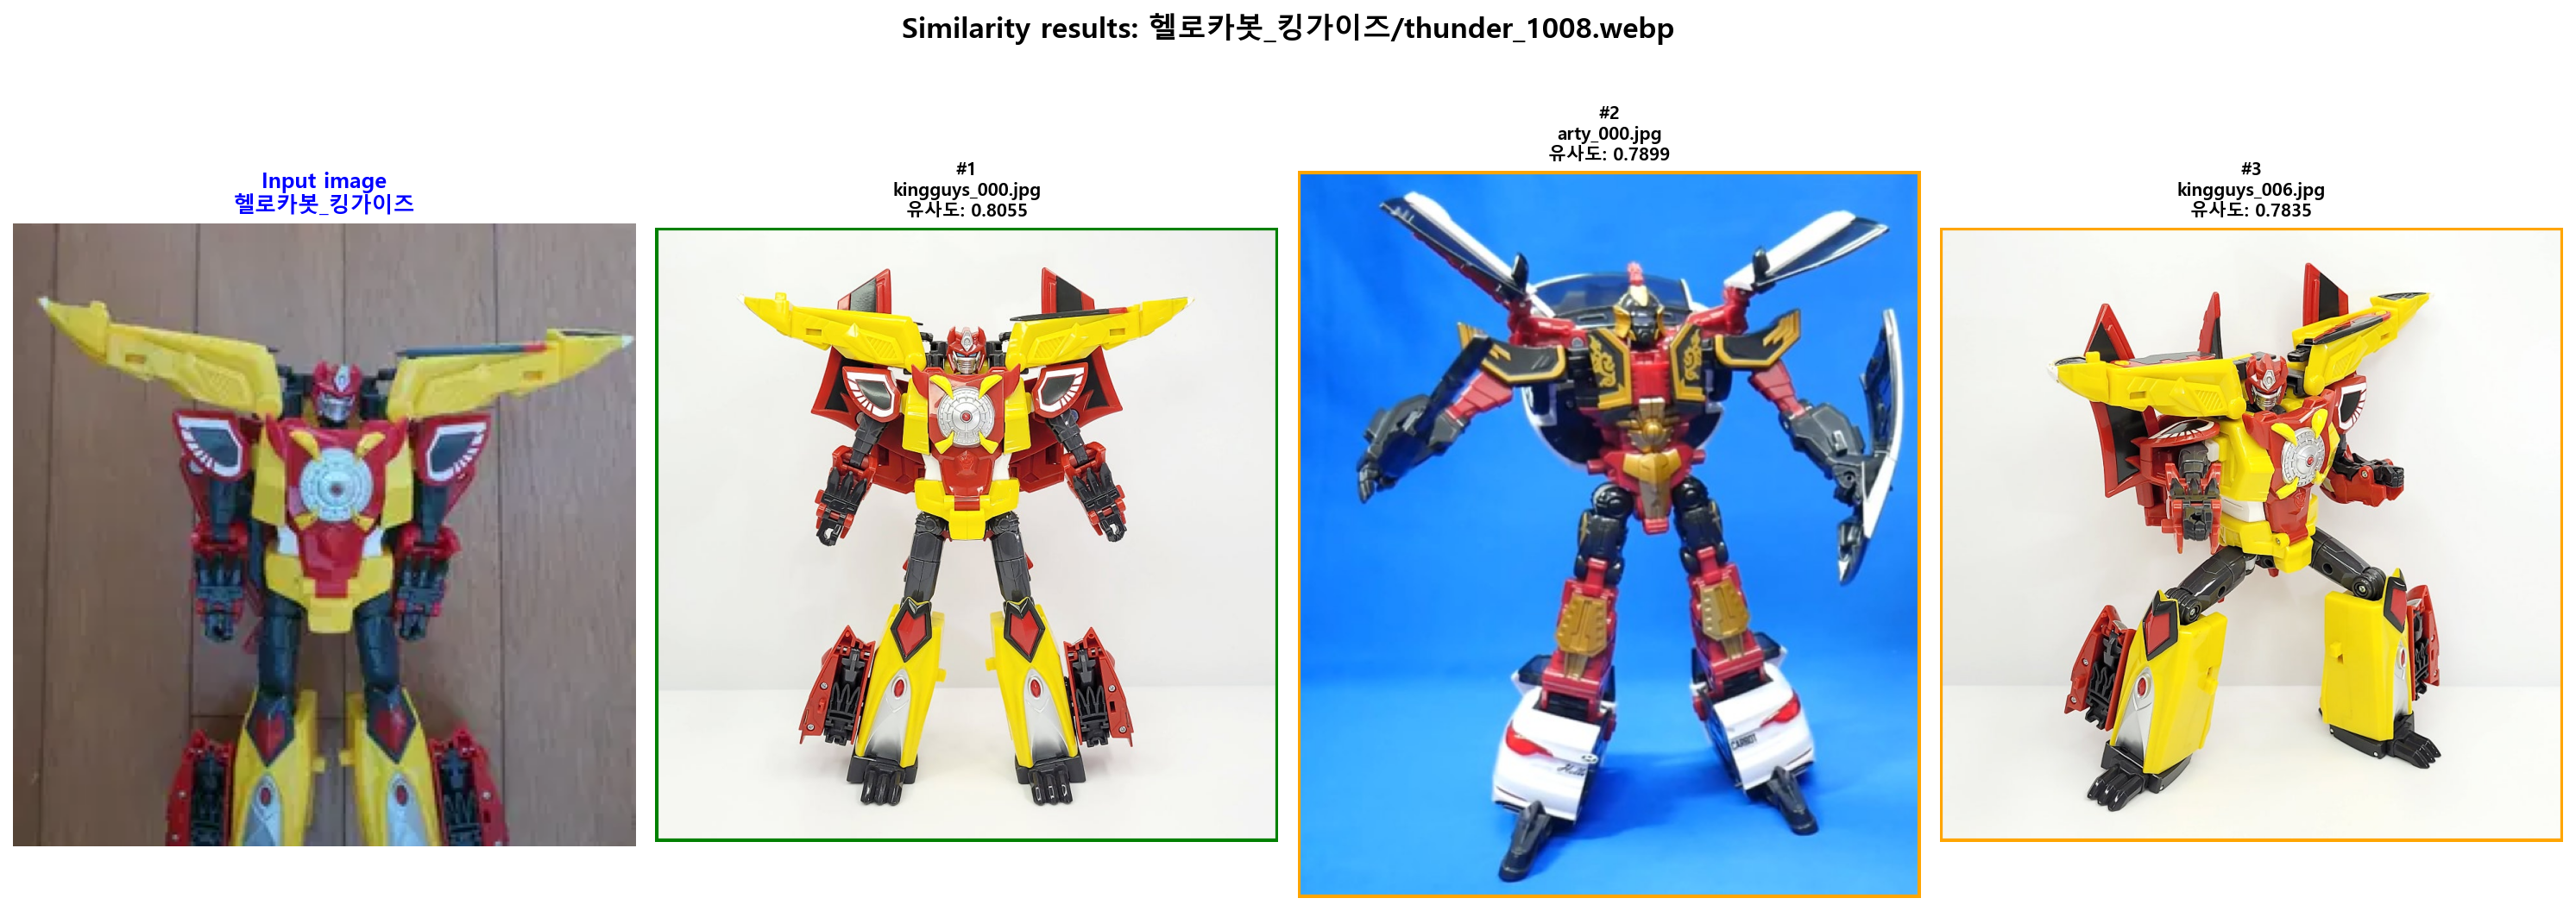 Similarity results: 헬로카봇_킹가이즈/thunder_1008.webp
Input image
헬로카봇_킹가이즈
#1
kingguys_000.jpg
유사도: 0.8055
#2
arty_000.jpg
유사도: 0.7899
CARBOT
#3
kingguys_006.jpg
유사도: 0.7835